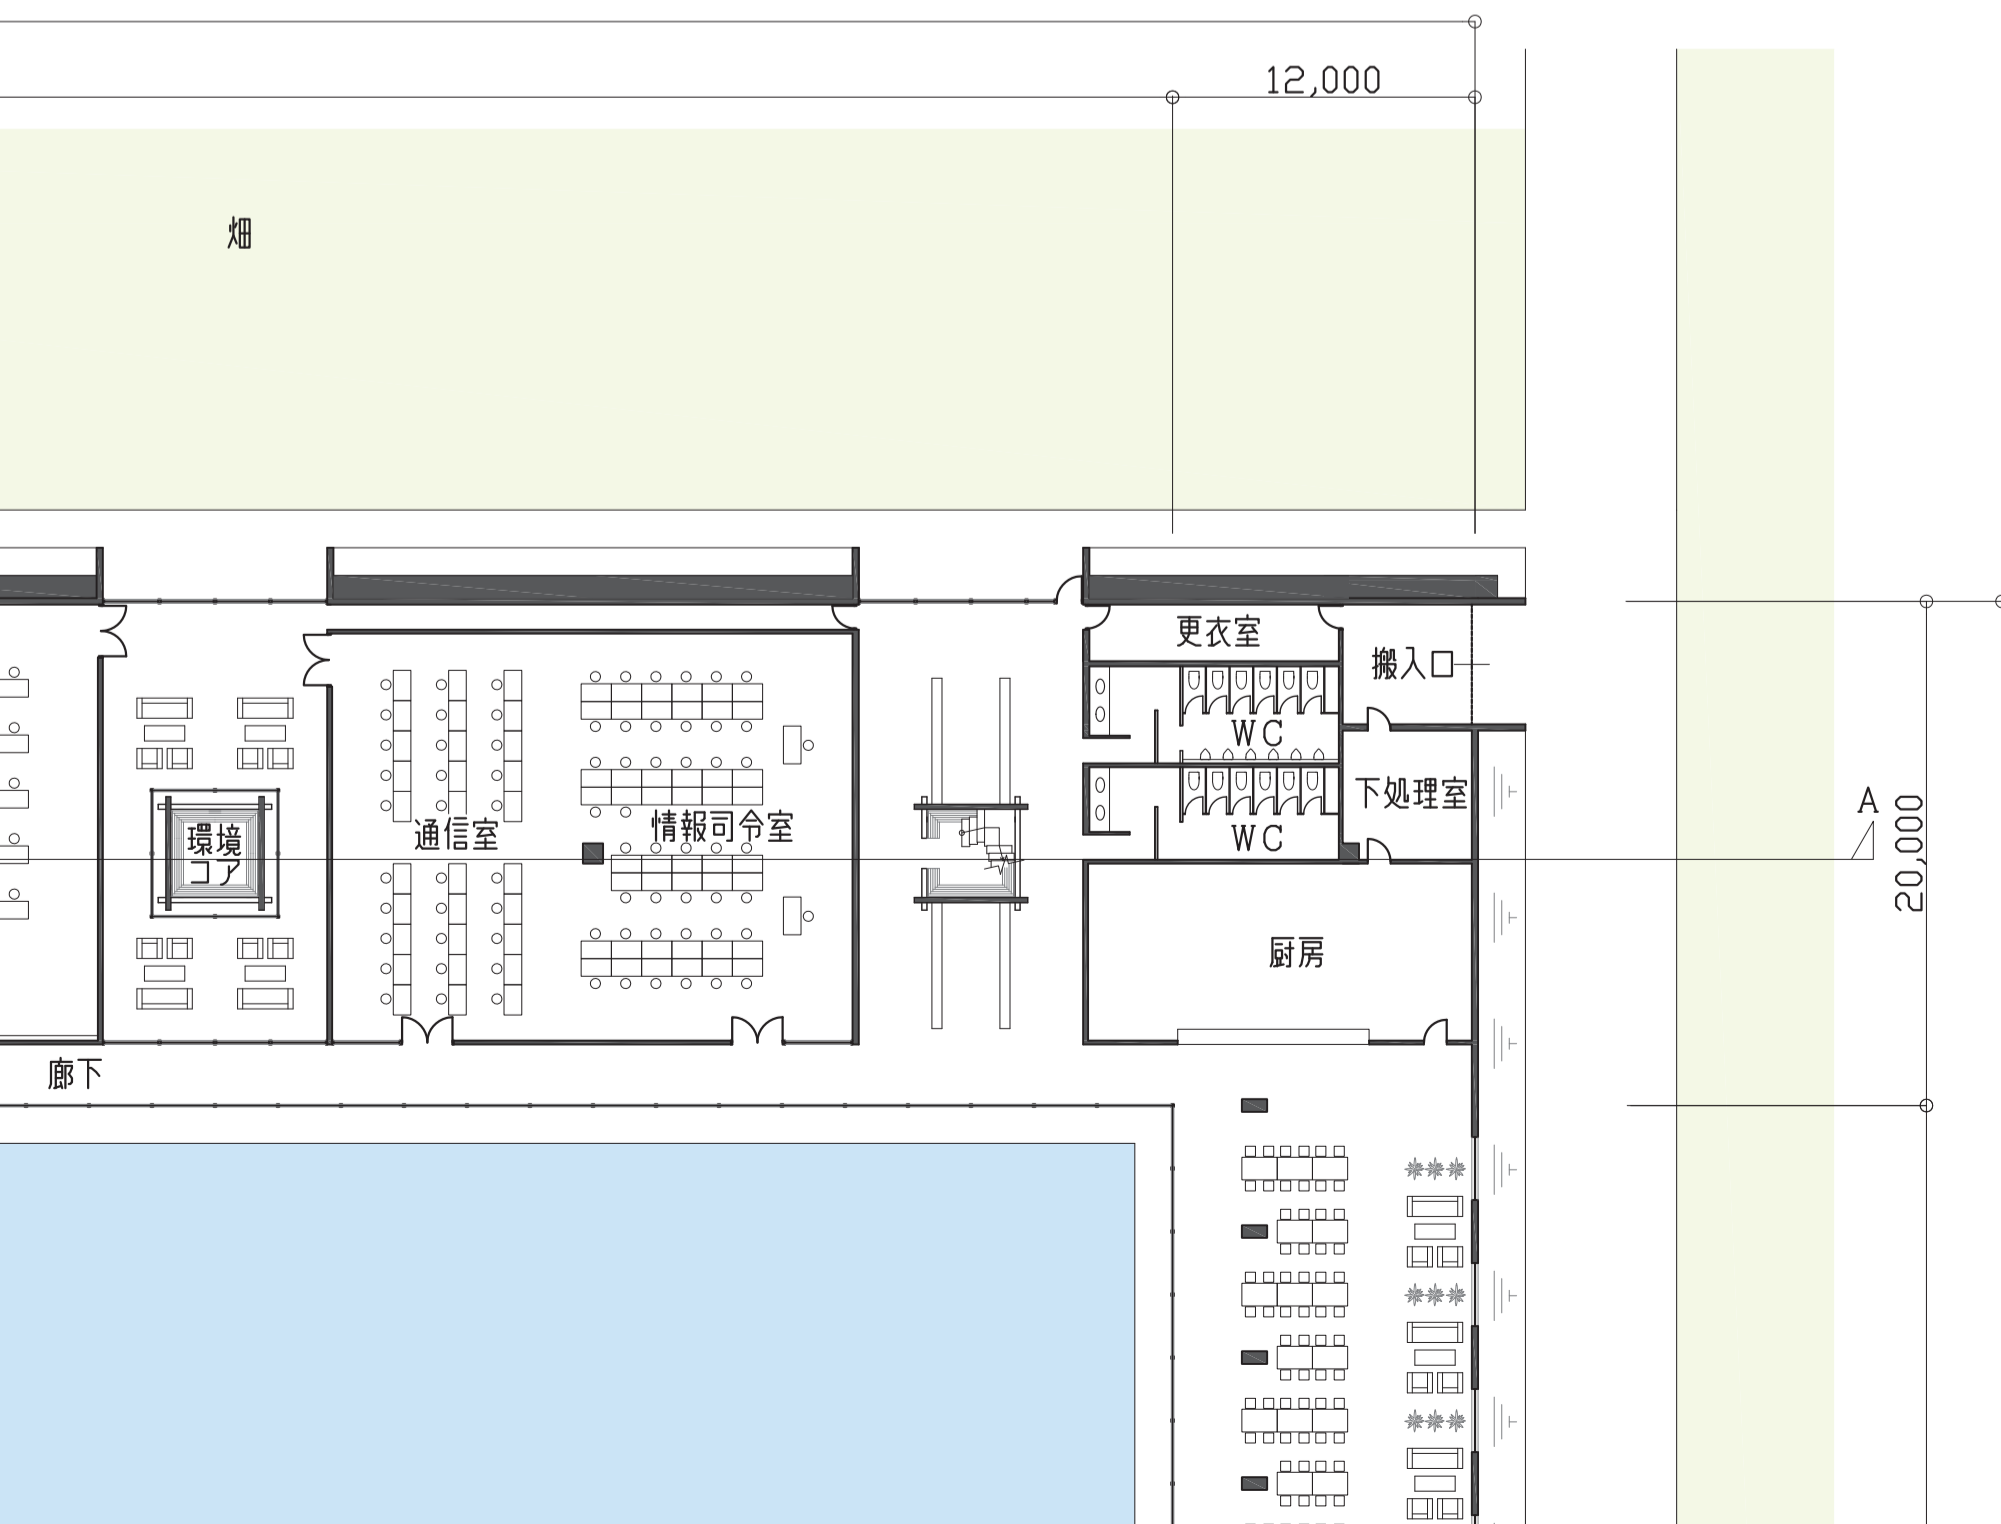 12,000
畑
更衣室
搬入口
WC
下処理室
通信室
情報司令室
環境
コア
WC
A
20,000
厨房
廊下